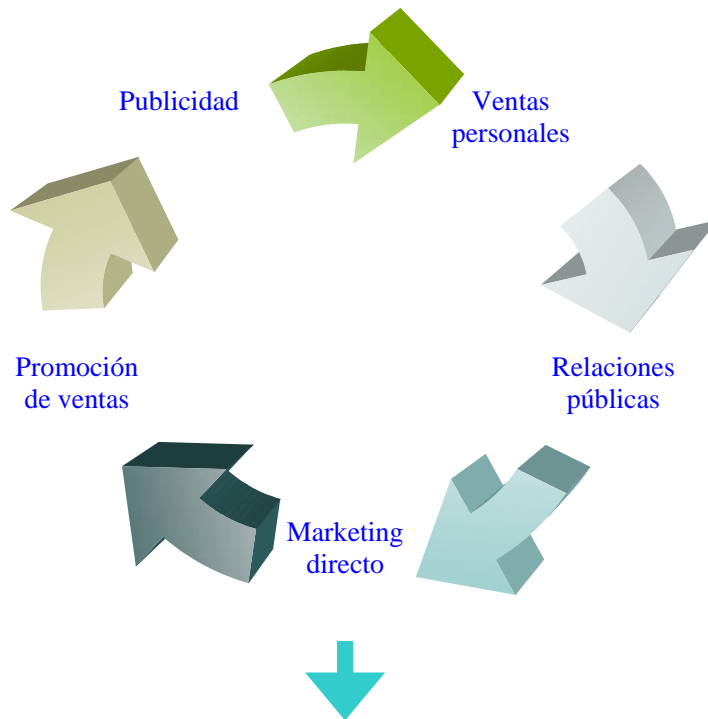 Publicidad
Ventas
personales
Promoción
de ventas
Relaciones
públicas
Marketing
directo